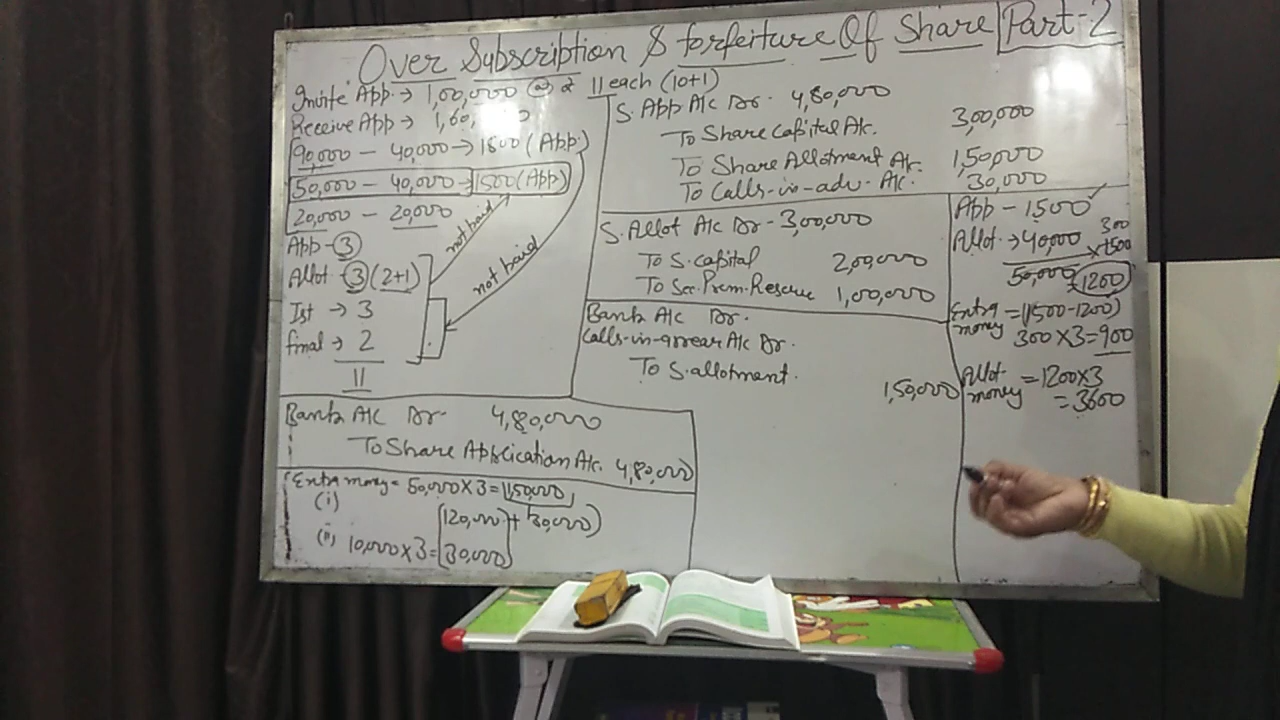 Over Subscription & forfeiture Of Share Part-2
Invite App → 1,00,000 @ ₹ 11 each (10+1)
Receive App → 1,60,
90,000 - 40,000 → 1800 (App)
50,000 - 40,000 → 1500 (App)
20,000 - 20,000
App - 3
Allot - 3 (2+1)
Ist → 3
final → 2
11
not paid
not paid
Bank A/c Dr- 4,80,000
To Share Application A/c. 4,80,000
Extra money = 50,000 X 3 = 1,50,000
(i)
[120,000 + 30,000)
(ii) 10,000 x 3 = 30,000
S. App A/c Dr. 4,80,000
To Share Capital A/c. 3,00,000
To Share Allotment A/c. 1,50,000
To Calls-in-adv. A/c. 30,000
S. Allot A/c Dr - 3,00,000
To S. capital 2,00,000
To Sec. Prem. Reserve 1,00,000
Bank A/c Dr.
Calls-in-arrear A/c Dr.
To S. allotment. 1,50,000
App - 1500 ✓
Allot. → 40,000 x 1500 300
50,000 = 1200
Extra money = (1500-1200)
300 X 3 = 900
Allot money = 1200 X 3
= 3600